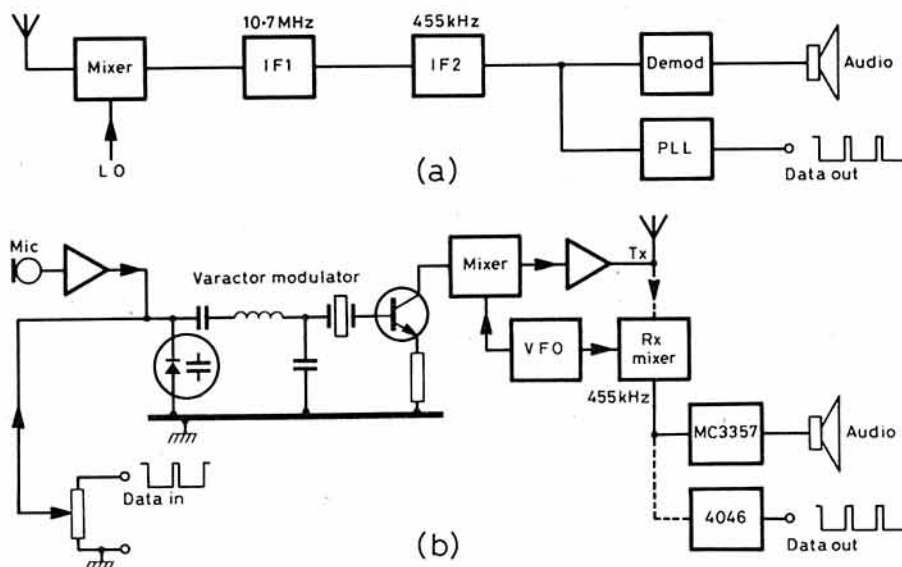 10·7MHz
455kHz
Mixer
IF1
IF2
Demod
Audio
LO
PLL
Data out
(a)
Mic
Varactor modulator
Mixer
Tx
VFO
Rx
mixer
455kHz
MC3357
Audio
Data in
4046
Data out
(b)